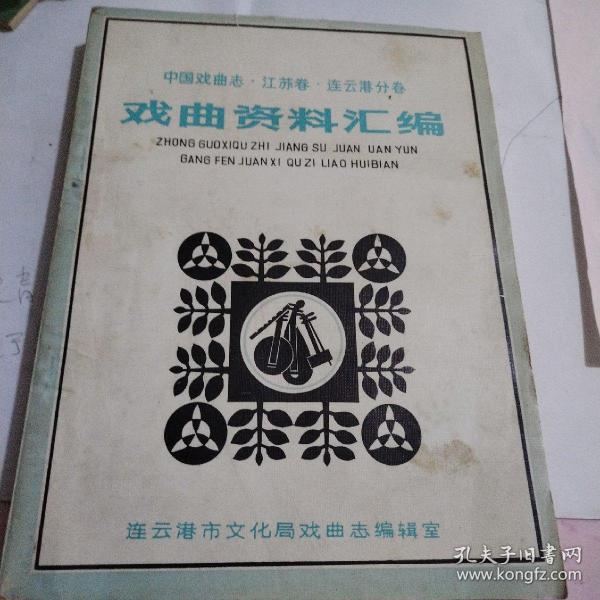 中国戏曲志·江苏卷·连云港分卷
戏曲资料汇编
ZHONG GUOXIQU ZHI JIANG SU JUAN UAN YUN
GANG FEN JUAN XI QU ZI LIAO HUIBIAN
连云港市文化局戏曲志编辑室
孔夫子旧书网
www.kongfz.com